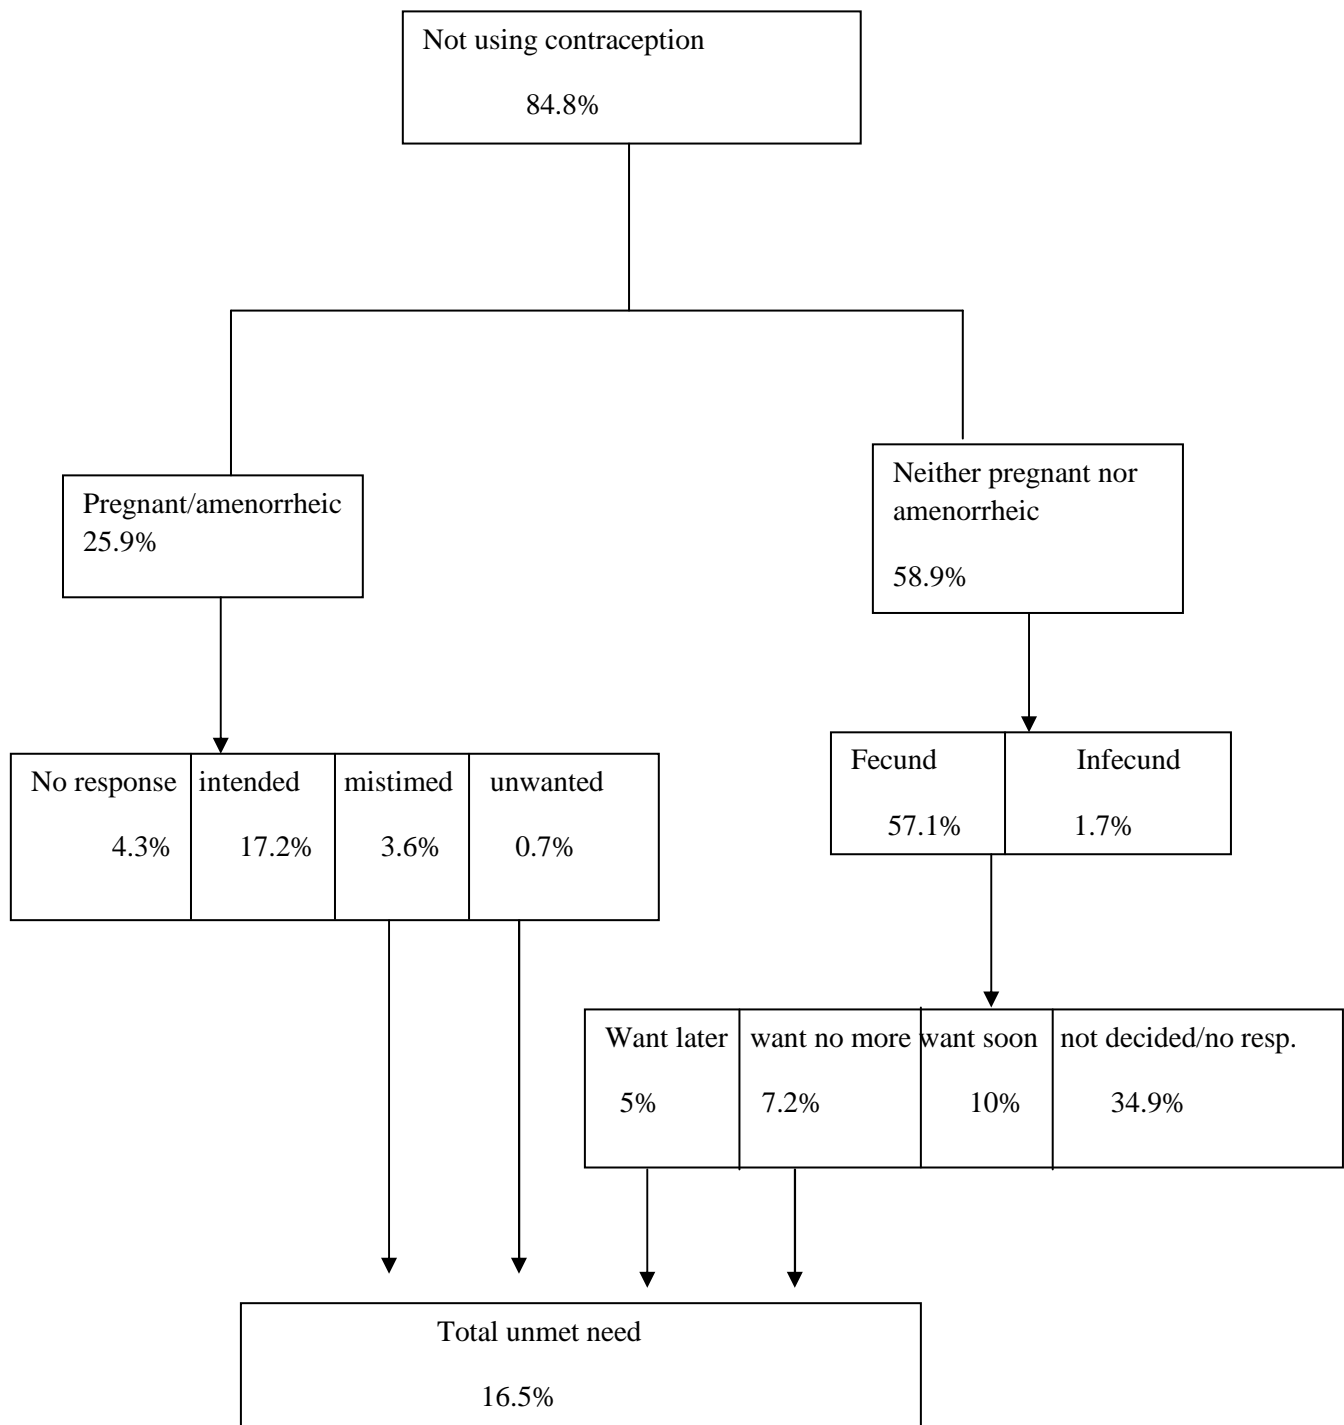 Not using contraception
84.8%
Pregnant/amenorrheic
25.9%
Neither pregnant nor
amenorrheic
58.9%
No response intended mistimed unwanted
4.3% 17.2% 3.6% 0.7%
Fecund Infecund
57.1% 1.7%
Want later want no more want soon not decided/no resp.
5% 7.2% 10% 34.9%
Total unmet need
16.5%